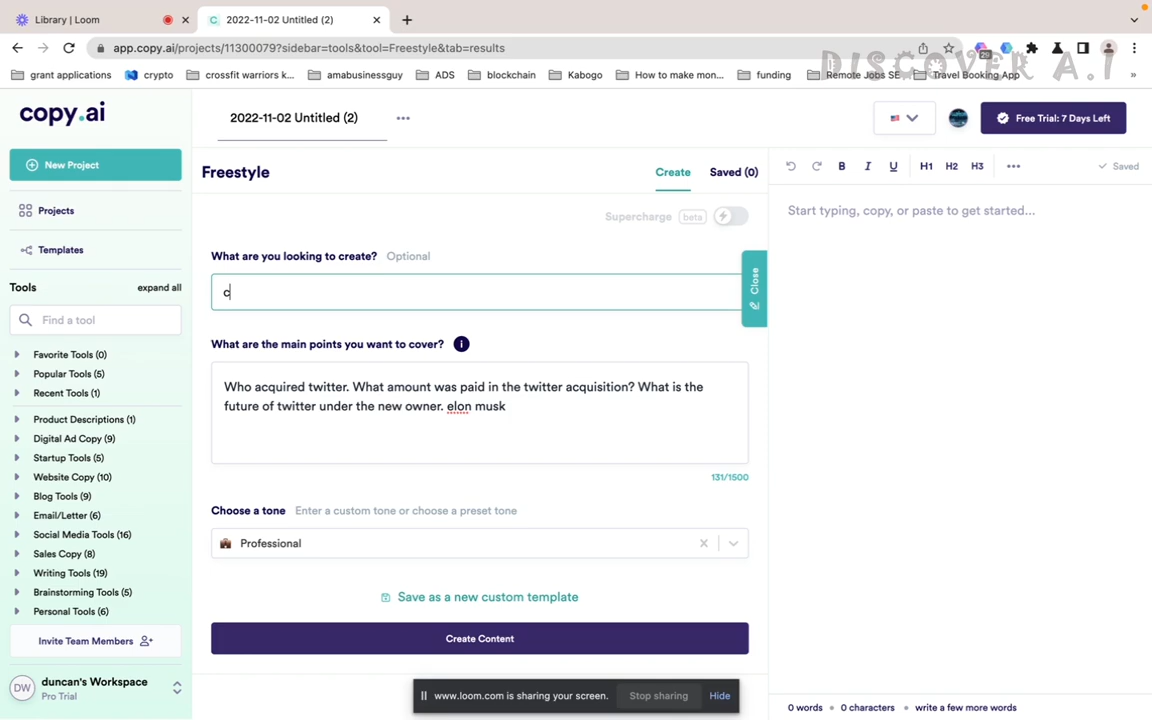 Library | Loom
2022-11-02 Untitled (2)
app.copy.ai/projects/11300079?sidebar=tools&tool=Freestyle&tab=results
29
DISCOVER A.I
grant applications
crypto
crossfit warriors k...
amabusinessguy
ADS
blockchain
Kabogo
How to make mon...
funding
Remote Jobs SE
Travel Booking App
»
copy.ai
2022-11-02 Untitled (2)
Free Trial: 7 Days Left
New Project
Freestyle
Create
Saved (0)
B
I
U
H1
H2
H3
Saved
Projects
Supercharge
beta
Start typing, copy, or paste to get started...
Templates
What are you looking to create?
Optional
Tools
expand all
c
Close
Find a tool
What are the main points you want to cover?
i
Favorite Tools (0)
Popular Tools (5)
Recent Tools (1)
Who acquired twitter. What amount was paid in the twitter acquisition? What is the
future of twitter under the new owner. elon musk
Product Descriptions (1)
Digital Ad Copy (9)
Startup Tools (5)
Website Copy (10)
131/1500
Blog Tools (9)
Email/Letter (6)
Choose a tone
Enter a custom tone or choose a preset tone
Social Media Tools (16)
Professional
Sales Copy (8)
Writing Tools (19)
Brainstorming Tools (5)
Save as a new custom template
Personal Tools (6)
Invite Team Members
Create Content
DW
duncan's Workspace
Pro Trial
www.loom.com is sharing your screen.
Stop sharing
Hide
0 words
0 characters
write a few more words